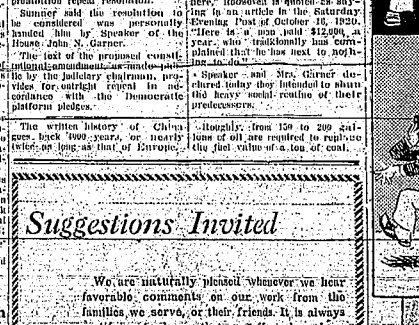 prohibition repeal resolution.
Sumner said the resolution to
be considered was personally
handed him by Speaker of the
House John N. Garner.
The text of the proposed consti-
tutional amendment, as made pub-
lic by the judiciary chairman, pro-
vides for outright repeal in ac-
cordance with the Democratic
platform pledges.
The written history of China
goes back 4000 years, or nearly
twice as long as that of Europe.
here, Roosevelt is quoted as say-
ing in an article in the Saturday
Evening Post of October 16, 1920.
"Here is a man paid $12,000 a
year, who traditionally has com-
plained that he has next to noth-
ing to do."
Speaker and Mrs. Garner de-
clared today they intended to shun
the heavy social routine of their
predecessors.
Roughly, from 150 to 200 gal-
lons of oil are required to replace
the fuel value of a ton of coal.
Suggestions Invited
We are naturally pleased whenever we hear
favorable comments on our work from the
families we serve, or their friends. It is always